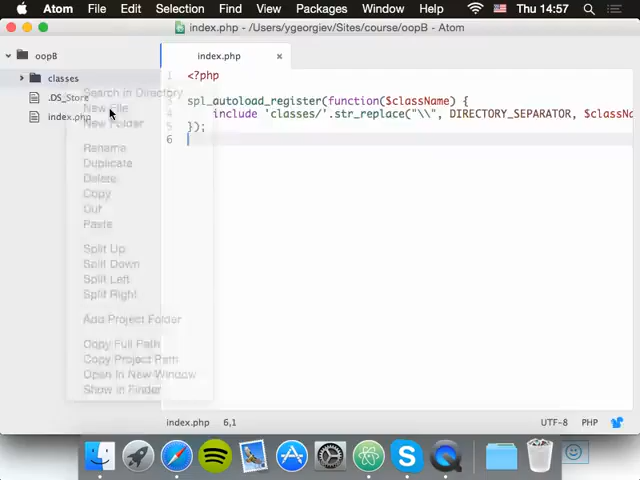 Atom File Edit Selection Find View Packages Window Help Thu 14:57
index.php - /Users/ygeorgiev/Sites/course/oopB - Atom
oopB
classes
.DS_Store
index.php
Search in Directory
New File
New Folder
Rename
Duplicate
Delete
Copy
Cut
Paste
Split Up
Split Down
Split Left
Split Right
Add Project Folder
Copy Full Path
Copy Project Path
Open In New Window
Show in Finder
index.php
1 <?php
2
3 spl_autoload_register(function($className) {
4 include 'classes/'.str_replace("\\", DIRECTORY_SEPARATOR, $classNa
5 });
6
index.php 6,1 UTF-8 PHP